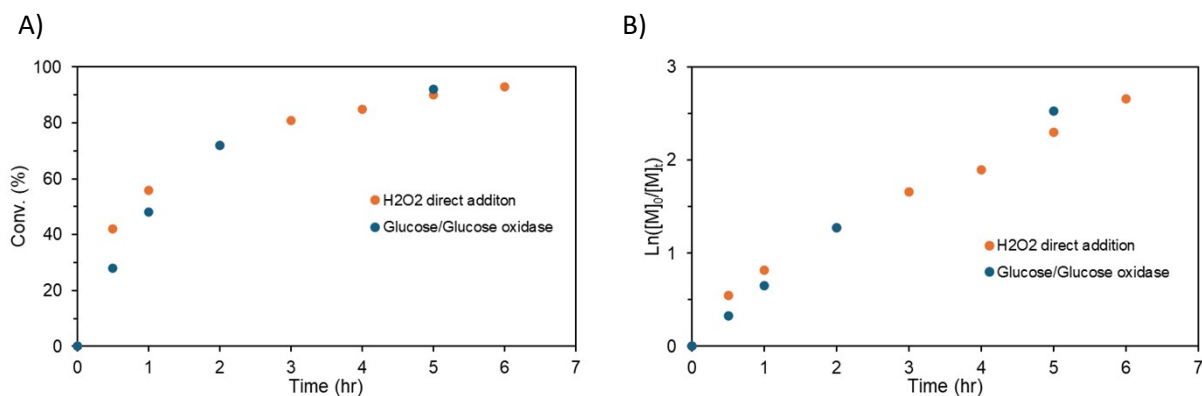 A)
100
80
60
40
20
0
Conv. (%)
0 1 2 3 4 5 6 7
Time (hr)
H2O2 direct additon
Glucose/Glucose oxidase
B)
3
2
1
0
Ln([M]0/[M]t)
0 1 2 3 4 5 6 7
Time (hr)
H2O2 direct addition
Glucose/Glucose oxidase